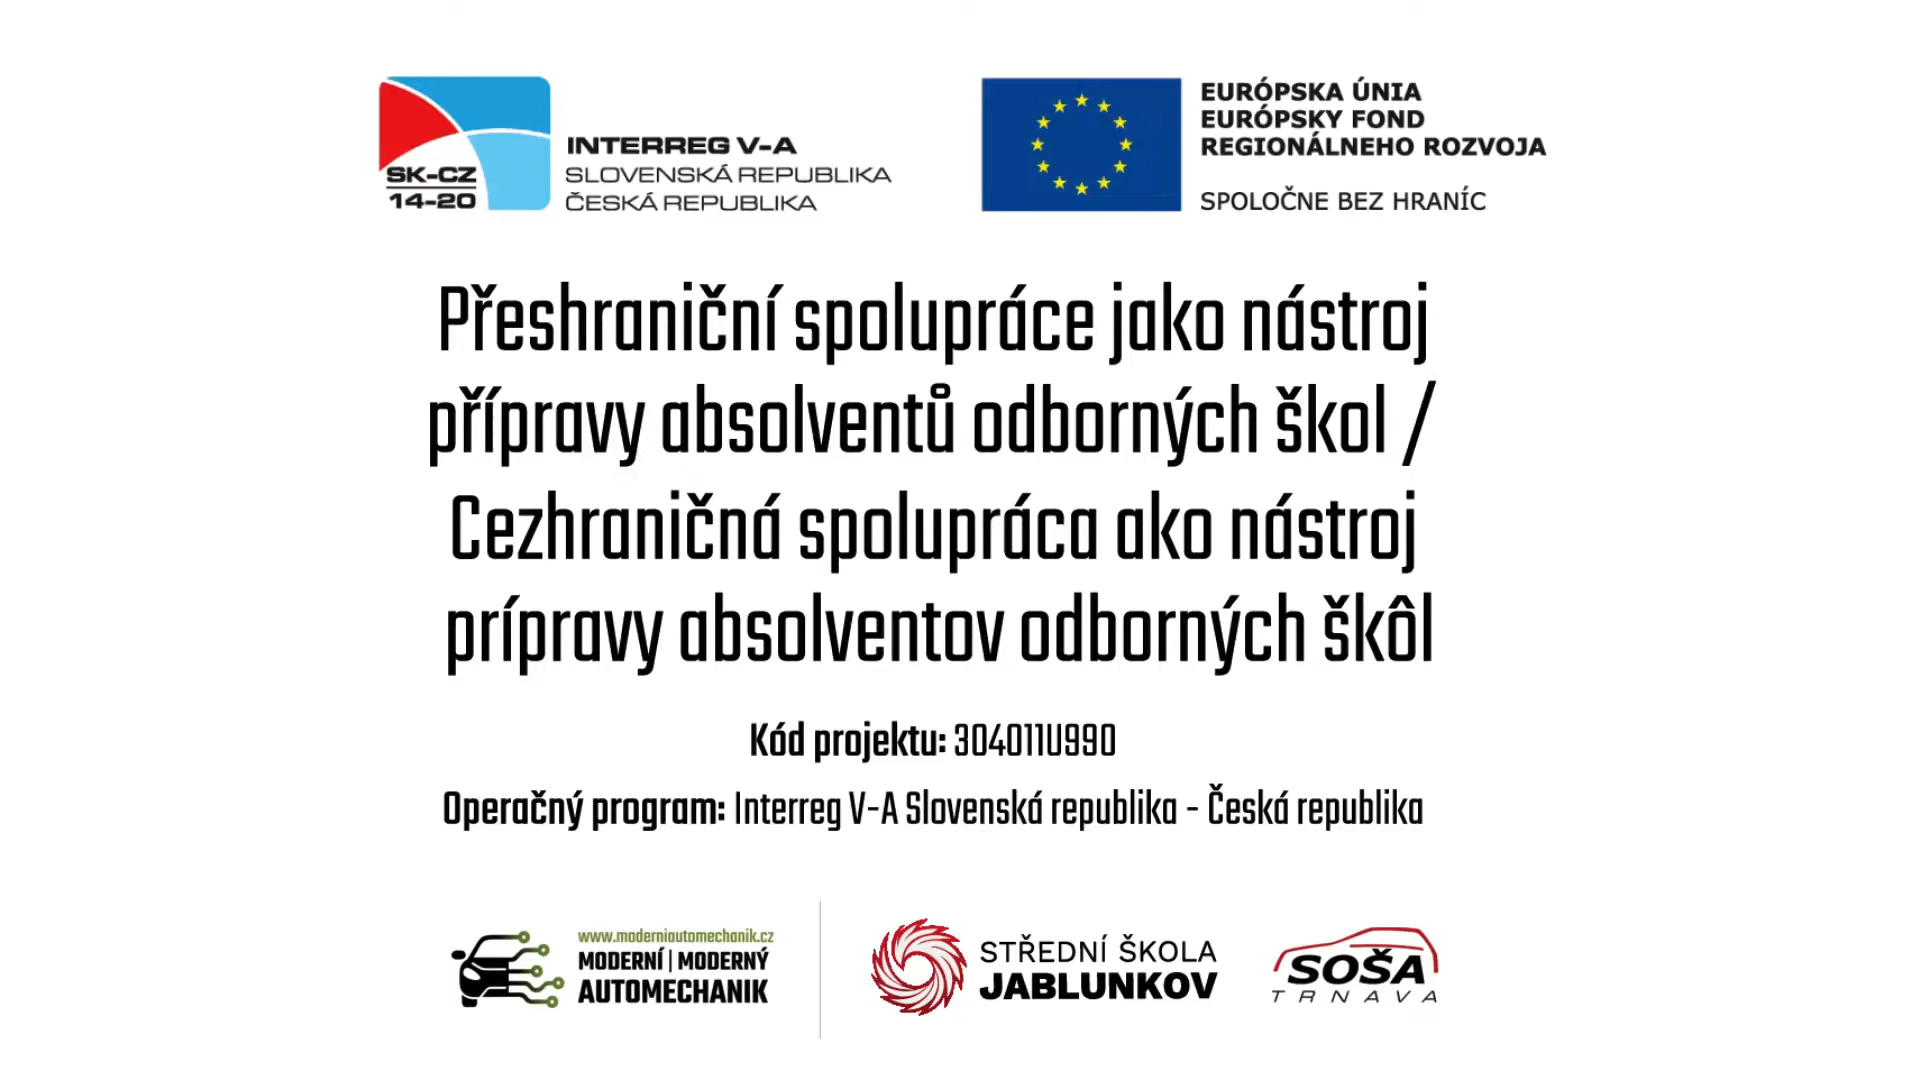 SK-CZ
14-20
INTERREG V-A
SLOVENSKÁ REPUBLIKA
ČESKÁ REPUBLIKA
EURÓPSKA ÚNIA
EURÓPSKY FOND
REGIONÁLNEHO ROZVOJA
SPOLOČNE BEZ HRANÍC
Přeshraniční spolupráce jako nástroj
přípravy absolventů odborných škol /
Cezhraničná spolupráca ako nástroj
prípravy absolventov odborných škôl
Kód projektu: 304011U990
Operačný program: Interreg V-A Slovenská republika - Česká republika
www.moderniautomechanik.cz
MODERNÍ | MODERNÝ
AUTOMECHANIK
STŘEDNÍ ŠKOLA
JABLUNKOV
SOŠA
TRNAVA